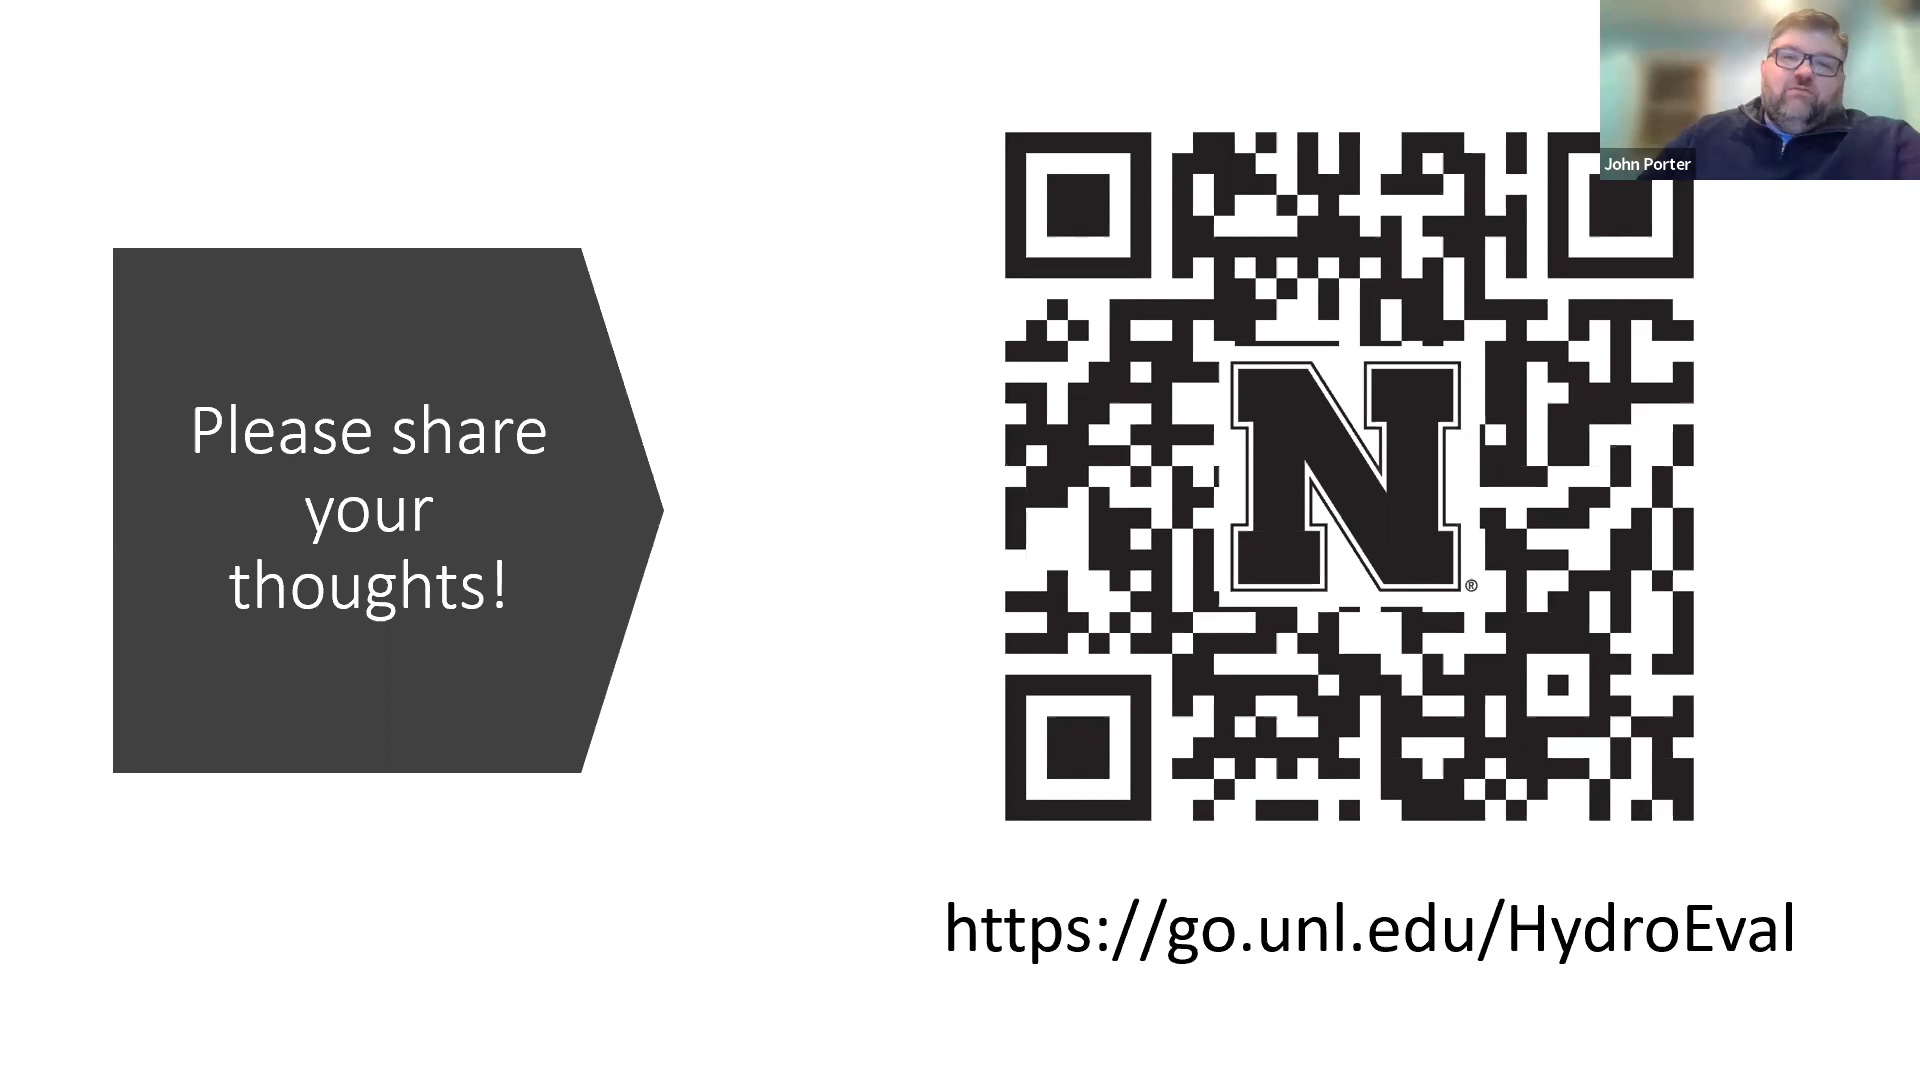 John Porter
Please share
your
thoughts!
N
®
https://go.unl.edu/HydroEval